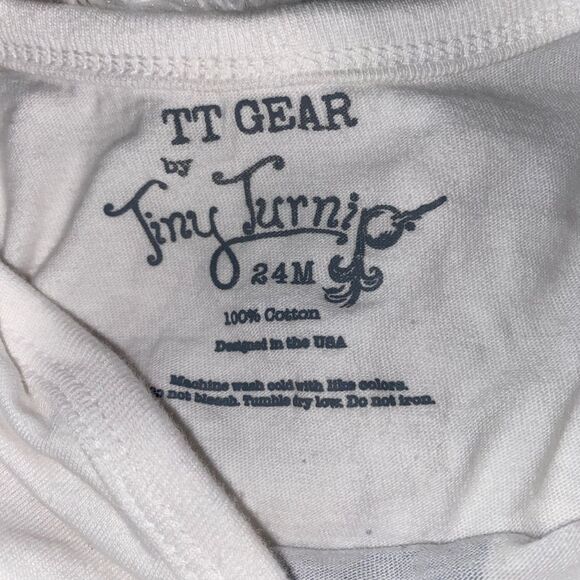 TT GEAR
by
Tiny Turnip
24M
100% Cotton
Designed in the USA
Machine wash cold with like colors.
Do not bleach. Tumble dry low. Do not iron.